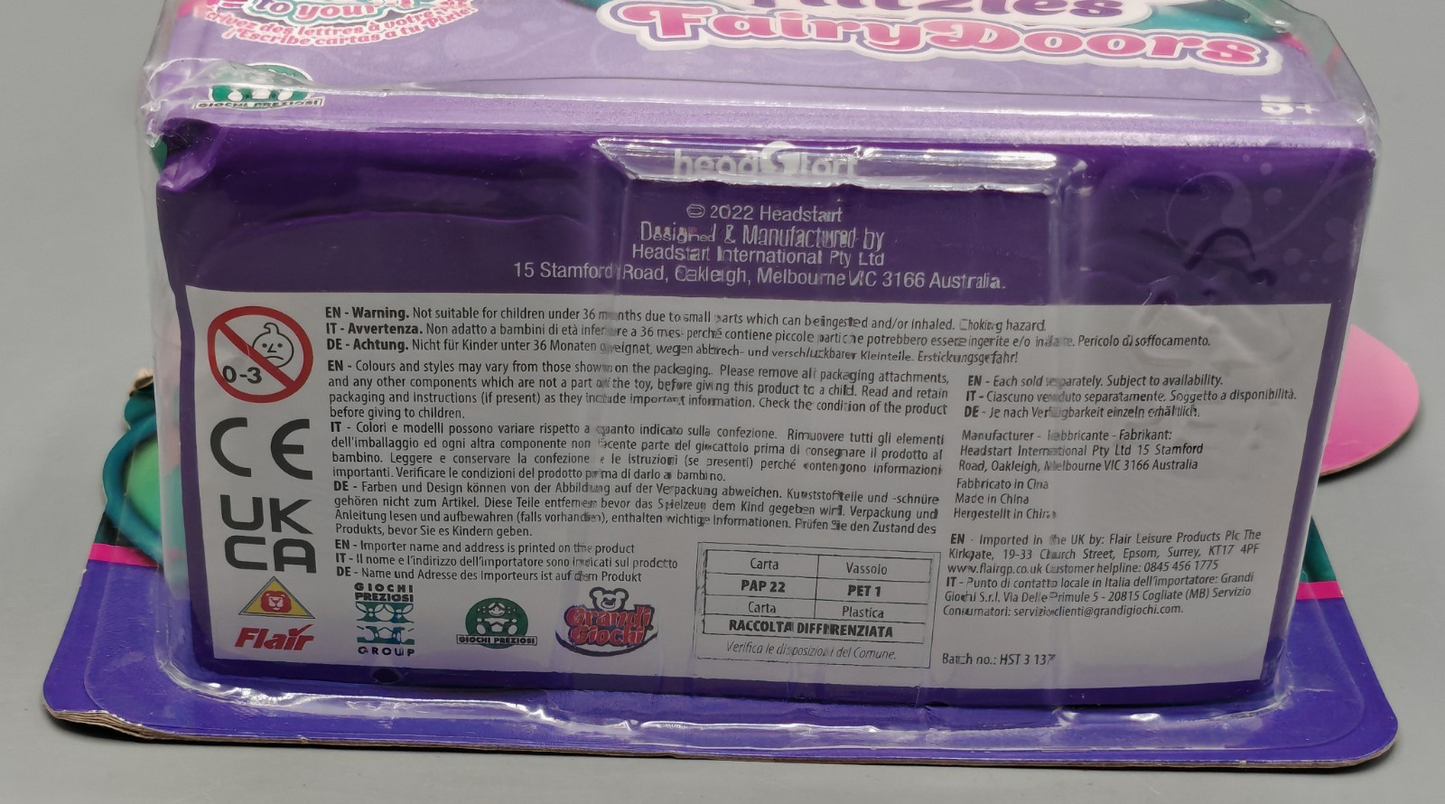 to your
des lettres à votre
Escribe cartas a tu
Fairy Doors
GIOCHI PREZIOSI
5+
headstart
© 2022 Headstart
Designed & Manufactured by
Headstart International Pty Ltd
15 Stamford Road, Oakleigh, Melbourne VIC 3166 Australia.
0-3
EN - Warning. Not suitable for children under 36 months due to small parts which can be ingested and/or inhaled. Choking hazard.
IT - Avvertenza. Non adatto a bambini di età inferiore a 36 mesi perché contiene piccole parti che potrebbero essere ingerite e/o inalate. Pericolo di soffocamento.
DE - Achtung. Nicht für Kinder unter 36 Monaten geeignet, wegen abbrech- und verschluckbarer Kleinteile. Erstickungsgefahr!
EN - Colours and styles may vary from those shown on the packaging. Please remove all packaging attachments,
and any other components which are not a part of the toy, before giving this product to a child. Read and retain
packaging and instructions (if present) as they include important information. Check the condition of the product
before giving to children.
IT - Colori e modelli possono variare rispetto a quanto indicato sulla confezione. Rimuovere tutti gli elementi
dell'imballaggio ed ogni altra componente non facente parte del giocattolo prima di consegnare il prodotto al
bambino. Leggere e conservare la confezione e le istruzioni (se presenti) perché contengono informazioni
importanti. Verificare le condizioni del prodotto prima di darlo al bambino.
DE - Farben und Design können von der Abbildung auf der Verpackung abweichen. Kunststoffteile und -schnüre
gehören nicht zum Artikel. Diese Teile entfernen bevor das Spielzeug dem Kind gegeben wird. Verpackung und
Anleitung lesen und aufbewahren (falls vorhanden), enthalten wichtige Informationen. Prüfen Sie den Zustand des
Produkts, bevor Sie es Kindern geben.
EN - Importer name and address is printed on the product
IT - Il nome e l'indirizzo dell'importatore sono indicati sul prodotto
DE - Name und Adresse des Importeurs ist auf dem Produkt
CE
UK
CA
Flair
GIOCHI
PREZIOSI
GROUP
GIOCHI PREZIOSI
Grandi
Giochi
Carta Vassoio
PAP 22 PET 1
Carta Plastica
RACCOLTA DIFFERENZIATA
Verifica le disposizioni del Comune.
EN - Each sold separately. Subject to availability.
IT - Ciascuno venduto separatamente. Soggetto a disponibilità.
DE - Je nach Verfügbarkeit einzeln erhältlich.
Manufacturer - Fabbricante - Fabrikant:
Headstart International Pty Ltd 15 Stamford
Road, Oakleigh, Melbourne VIC 3166 Australia
Fabbricato in Cina
Made in China
Hergestellt in China
EN - Imported in the UK by: Flair Leisure Products Plc The
Kirkgate, 19-33 Church Street, Epsom, Surrey, KT17 4PF
www.flairgp.co.uk Customer helpline: 0845 456 1775
IT - Punto di contatto locale in Italia dell'importatore: Grandi
Giochi S.r.l. Via Delle Primule 5 - 20815 Cogliate (MB) Servizio
Consumatori: servizioclienti@grandigiochi.com.
Batch no.: HST 3 137